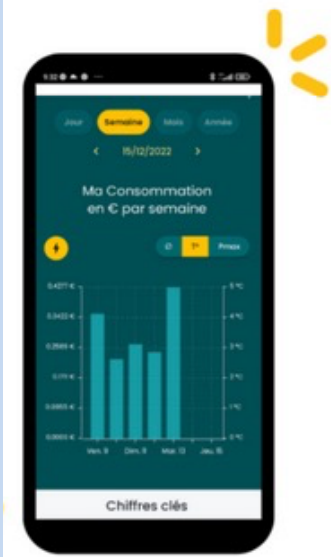 Jour Semaine Mois Année
< 15/12/2022 >
Ma Consommation
en € par semaine
T° Pmax
0.4277 € 5 °C
0.3422 € 4 °C
0.2566 € 3 °C
0.1711 € 2 °C
0.0855 € 1 °C
0.0000 € 0 °C
Ven. 9 Dim. 11 Mar. 13 Jeu. 15
Chiffres clés